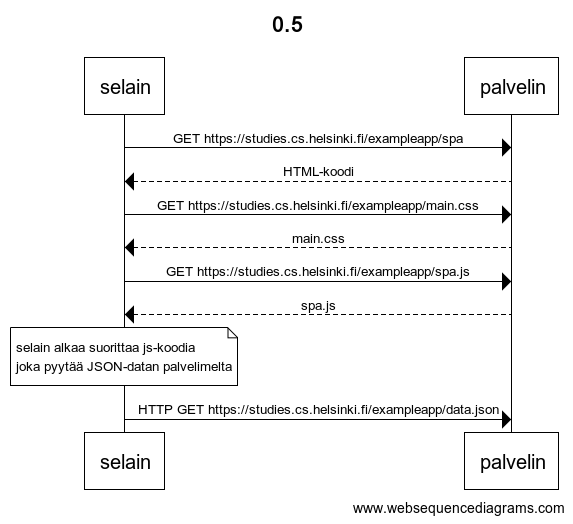 0.5
selain palvelin
GET https://studies.cs.helsinki.fi/exampleapp/spa
HTML-koodi
GET https://studies.cs.helsinki.fi/exampleapp/main.css
main.css
GET https://studies.cs.helsinki.fi/exampleapp/spa.js
spa.js
selain alkaa suorittaa js-koodia
joka pyytää JSON-datan palvelimelta
HTTP GET https://studies.cs.helsinki.fi/exampleapp/data.json
selain palvelin
www.websequencediagrams.com